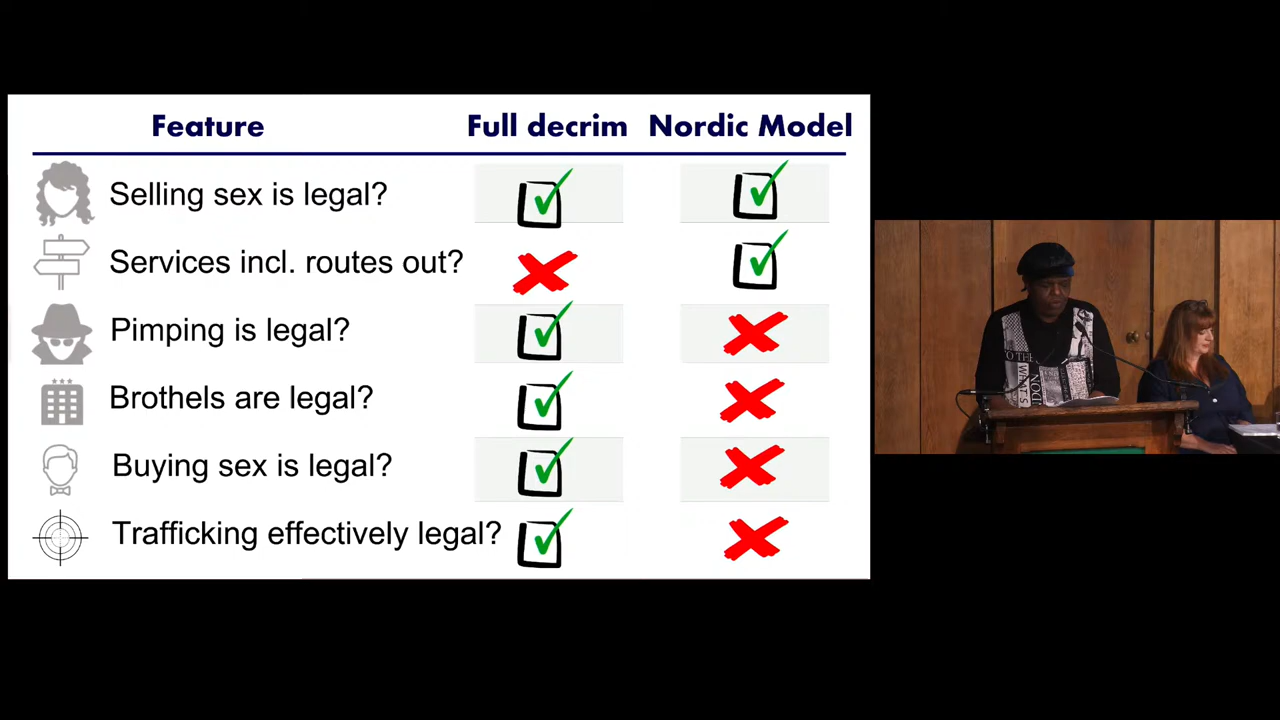 Feature Full decrim Nordic Model
Selling sex is legal?
Services incl. routes out?
Pimping is legal?
Brothels are legal?
Buying sex is legal?
Trafficking effectively legal?